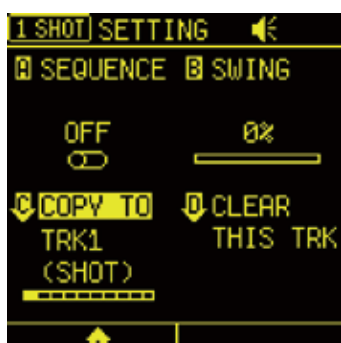 1 SHOT SETTING
A SEQUENCE B SWING
OFF 0%
C COPY TO D CLEAR
TRK1 THIS TRK
(SHOT)